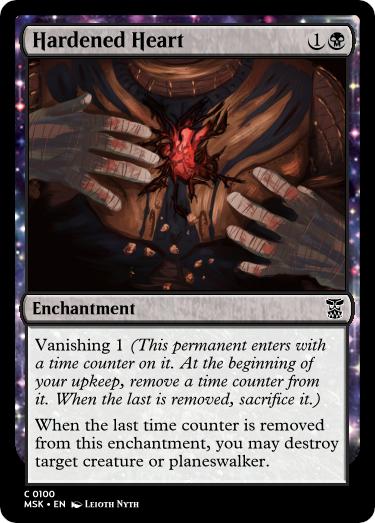 Hardened Heart 1
Enchantment
Vanishing 1 (This permanent enters with
a time counter on it. At the beginning of
your upkeep, remove a time counter from
it. When the last is removed, sacrifice it.)
When the last time counter is removed
from this enchantment, you may destroy
target creature or planeswalker.
C 0100
MSK • EN Leioth Nyth